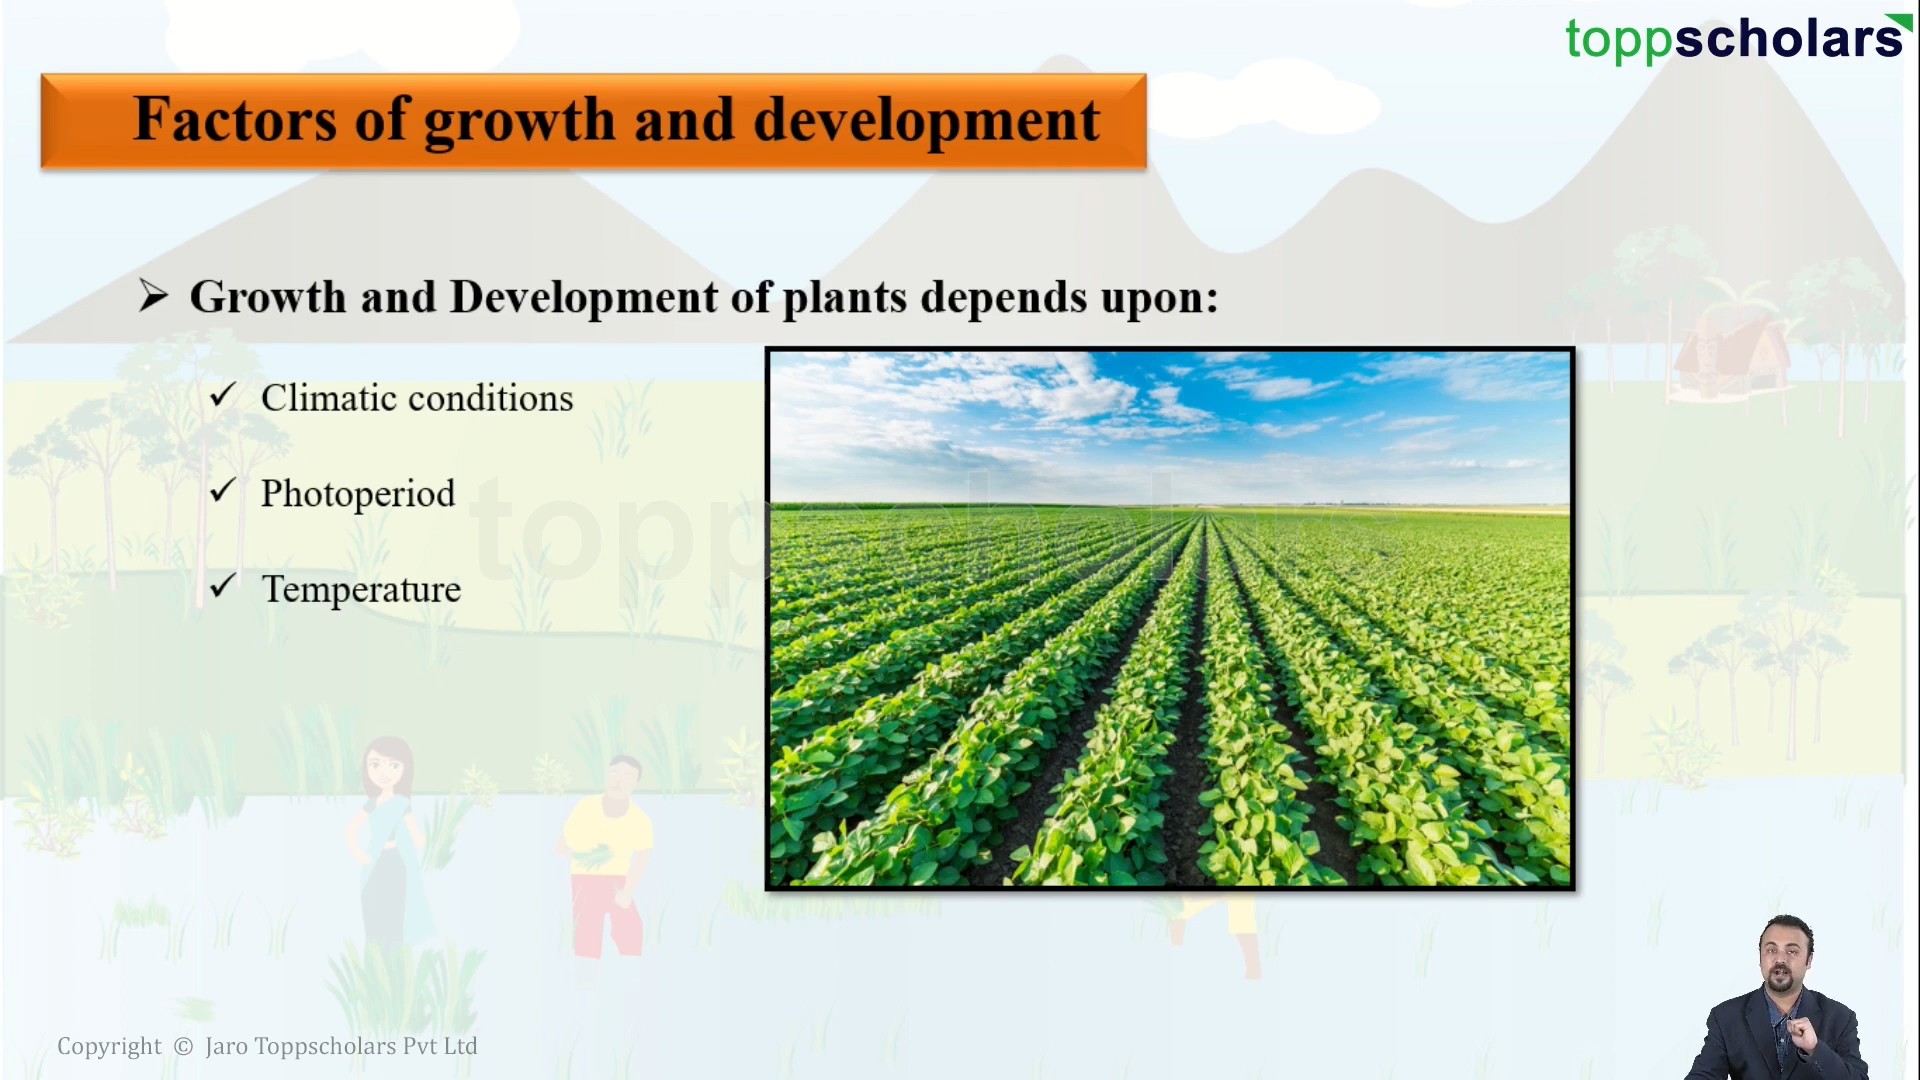 toppscholars
Factors of growth and development
➢ Growth and Development of plants depends upon:
✓ Climatic conditions
✓ Photoperiod
✓ Temperature
toppscholars
Copyright © Jaro Toppscholars Pvt Ltd